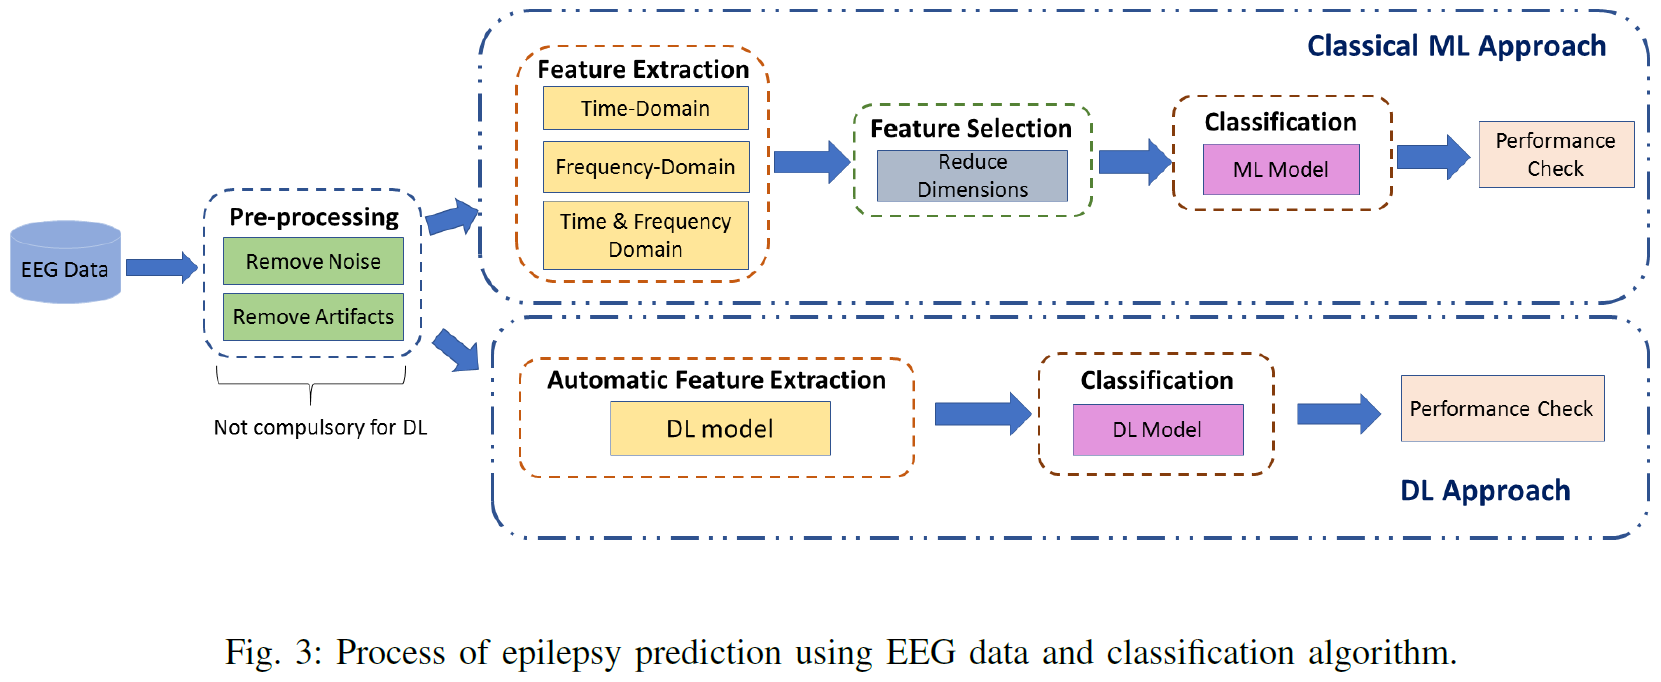 Classical ML Approach
Feature Extraction
Time-Domain
Frequency-Domain
Time & Frequency
Domain
Feature Selection
Reduce
Dimensions
Classification
ML Model
Performance
Check
EEG Data
Pre-processing
Remove Noise
Remove Artifacts
Not compulsory for DL
Automatic Feature Extraction
DL model
Classification
DL Model
Performance Check
DL Approach
Fig. 3: Process of epilepsy prediction using EEG data and classification algorithm.